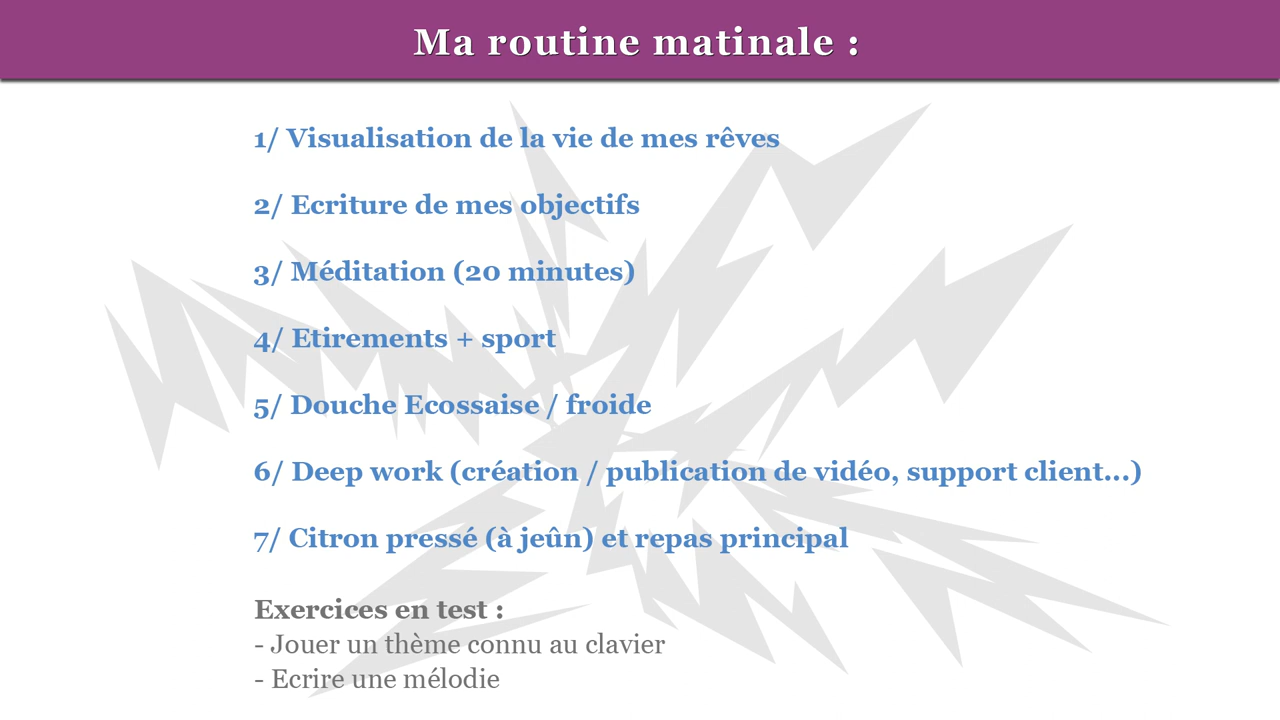 Ma routine matinale :
1/ Visualisation de la vie de mes rêves
2/ Ecriture de mes objectifs
3/ Méditation (20 minutes)
4/ Etirements + sport
5/ Douche Ecossaise / froide
6/ Deep work (création / publication de vidéo, support client...)
7/ Citron pressé (à jeûn) et repas principal
Exercices en test :
- Jouer un thème connu au clavier
- Ecrire une mélodie